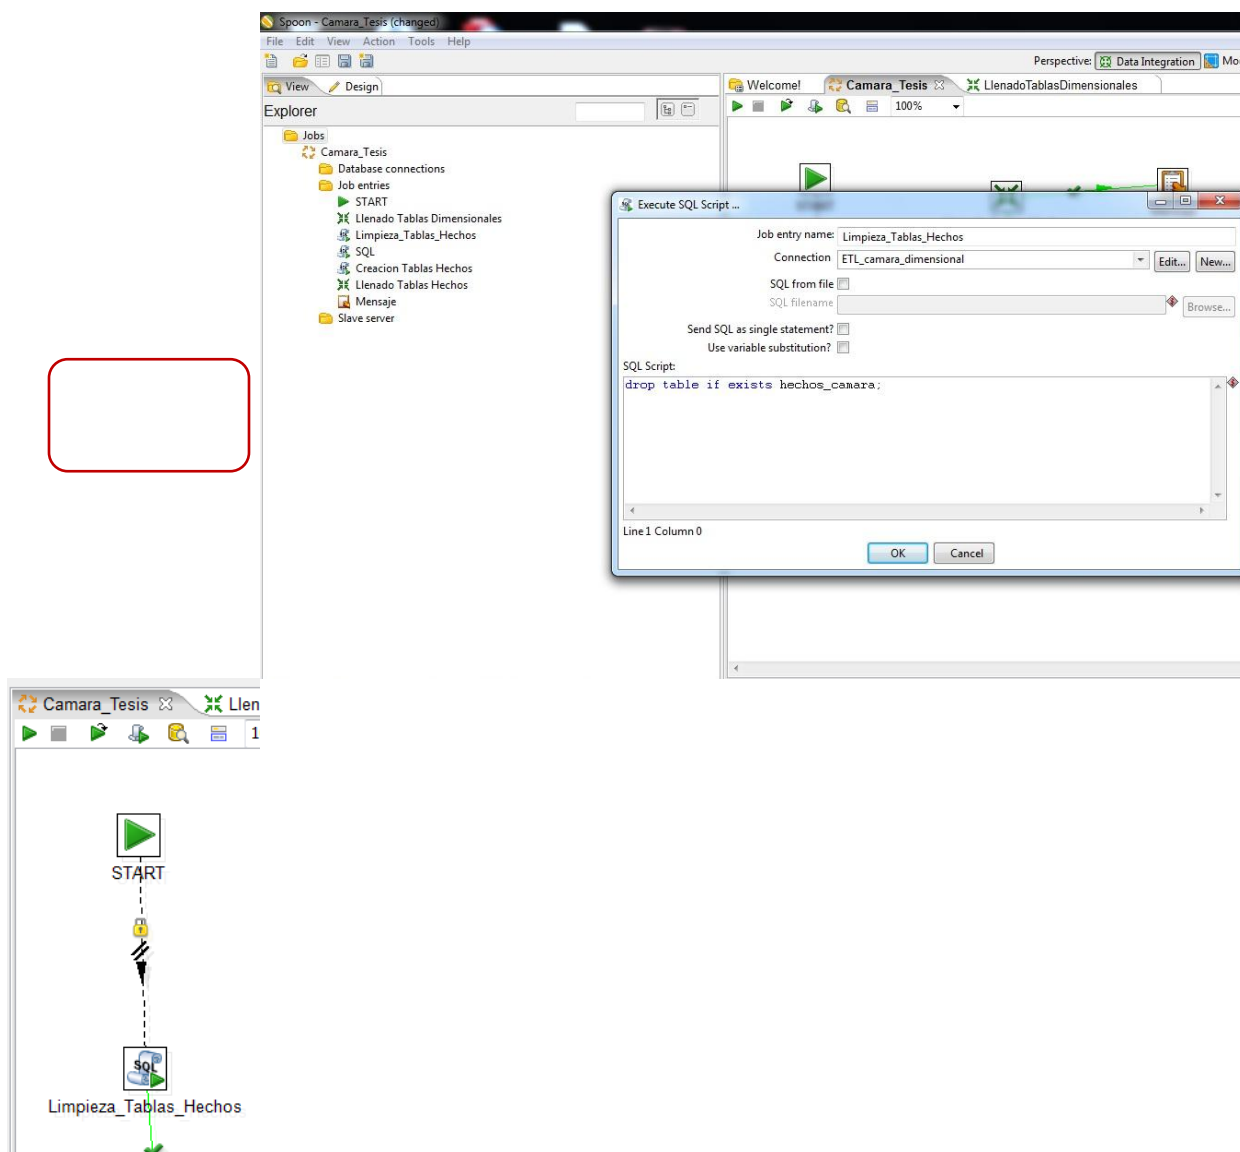 Spoon - Camara_Tesis (changed)
File Edit View Action Tools Help
Perspective: Data Integration
View Design
Welcome! Camara_Tesis LlenadoTablasDimensionales
Explorer
100%
Jobs
Camara_Tesis
Database connections
Job entries
START
Llenado Tablas Dimensionales
Limpieza_Tablas_Hechos
SQL
Creacion Tablas Hechos
Llenado Tablas Hechos
Mensaje
Slave server
Execute SQL Script ...
Job entry name: Limpieza_Tablas_Hechos
Connection ETL_camara_dimensional Edit... New...
SQL from file
SQL filename Browse...
Send SQL as single statement?
Use variable substitution?
SQL Script:
drop table if exists hechos_camara;
Line 1 Column 0
OK Cancel
Camara_Tesis Llen
1
START
SQL
Limpieza_Tablas_Hechos